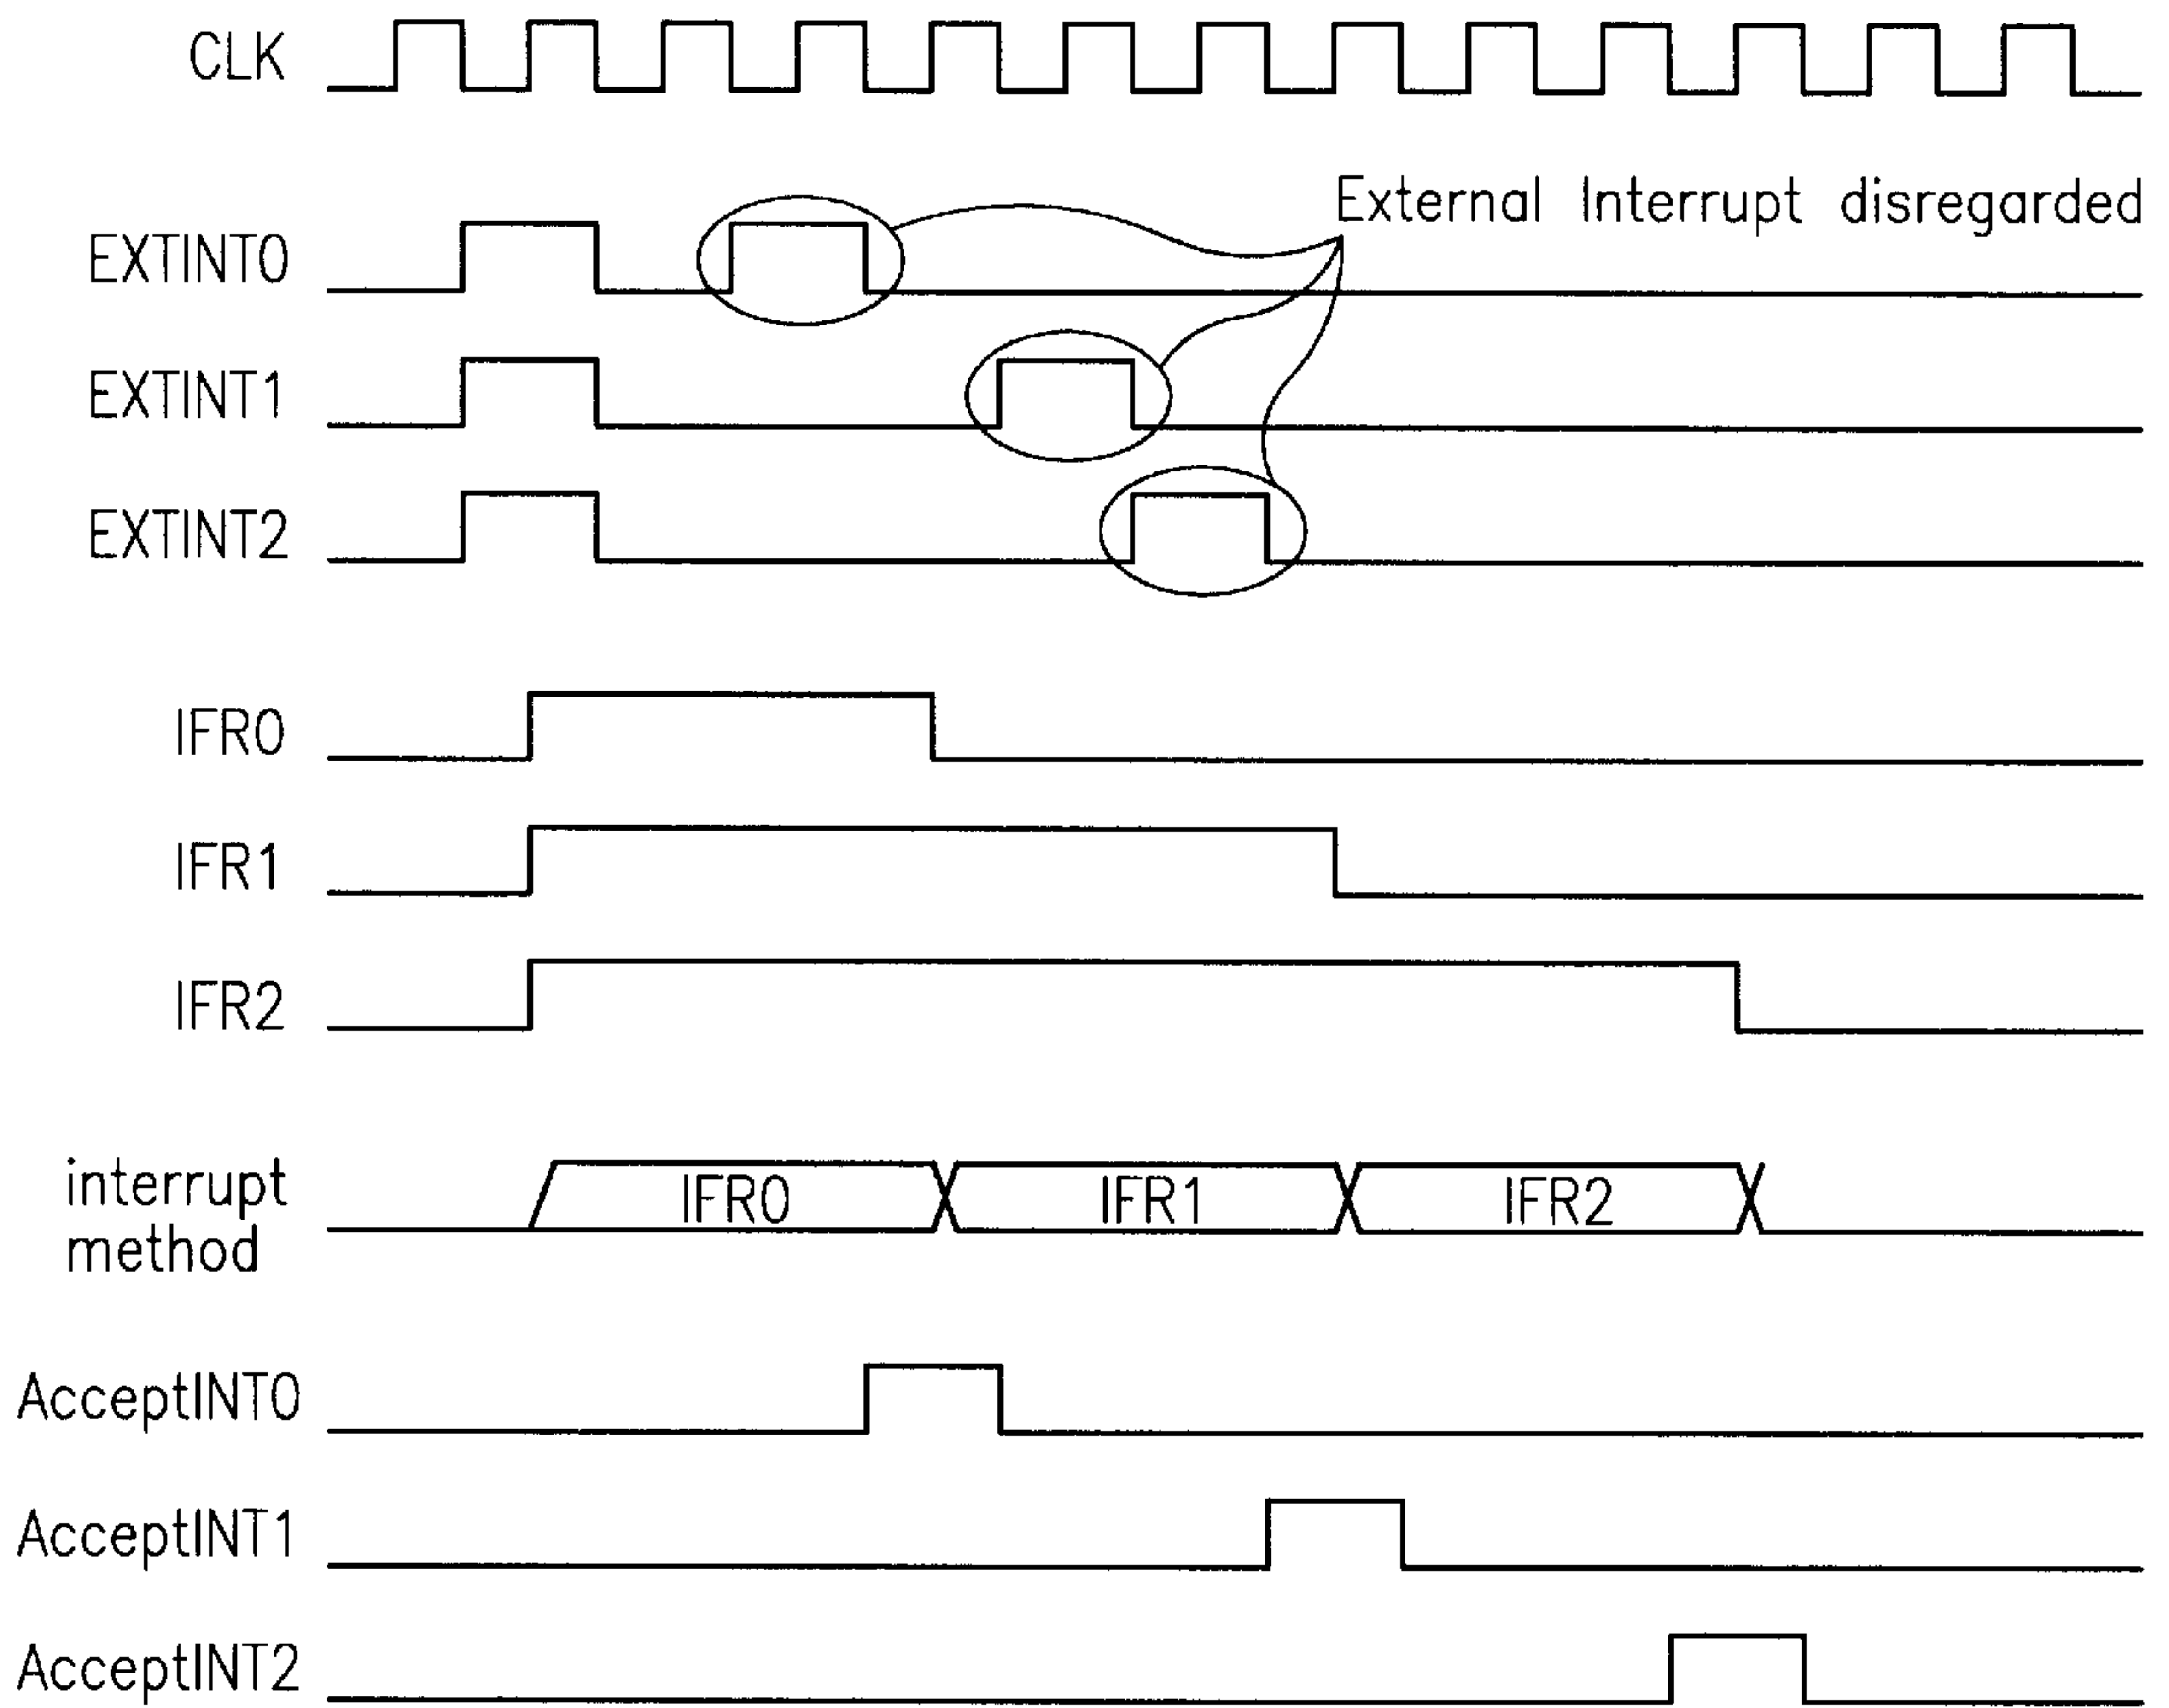 CLK
External Interrupt disregarded
EXTINT0
EXTINT1
EXTINT2
IFR0
IFR1
IFR2
interrupt
method
IFR0
IFR1
IFR2
AcceptINT0
AcceptINT1
AcceptINT2